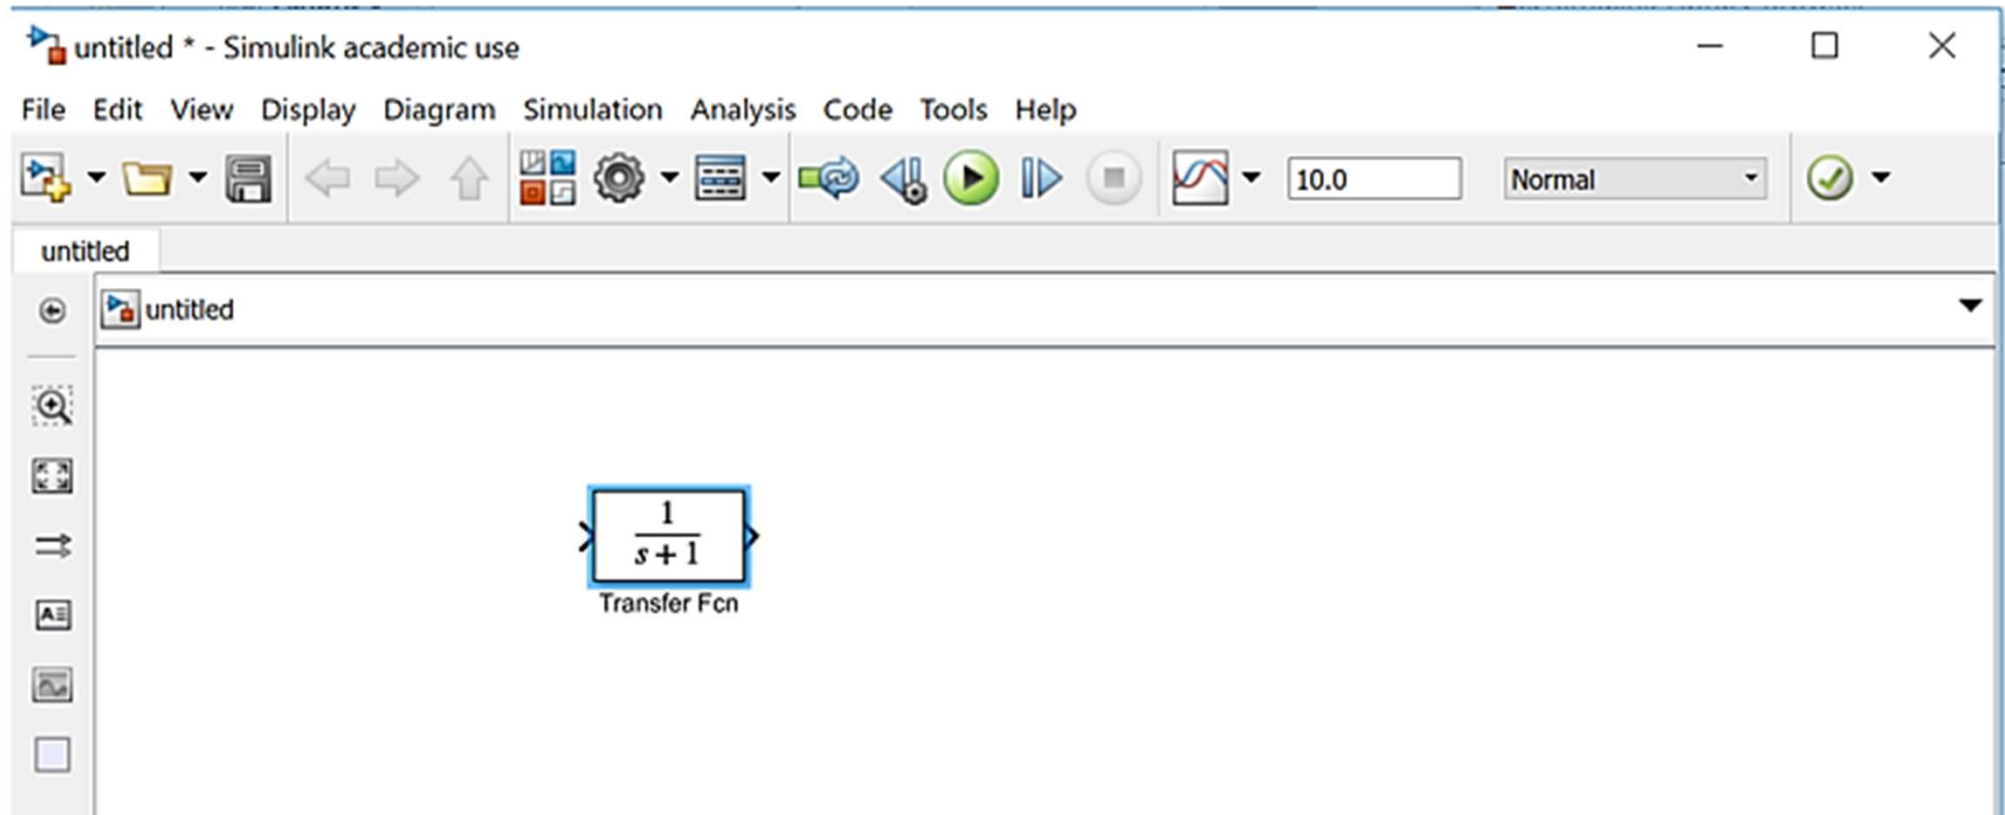 untitled * - Simulink academic use
File Edit View Display Diagram Simulation Analysis Code Tools Help
10.0 Normal
untitled
untitled
1
s + 1
Transfer Fcn